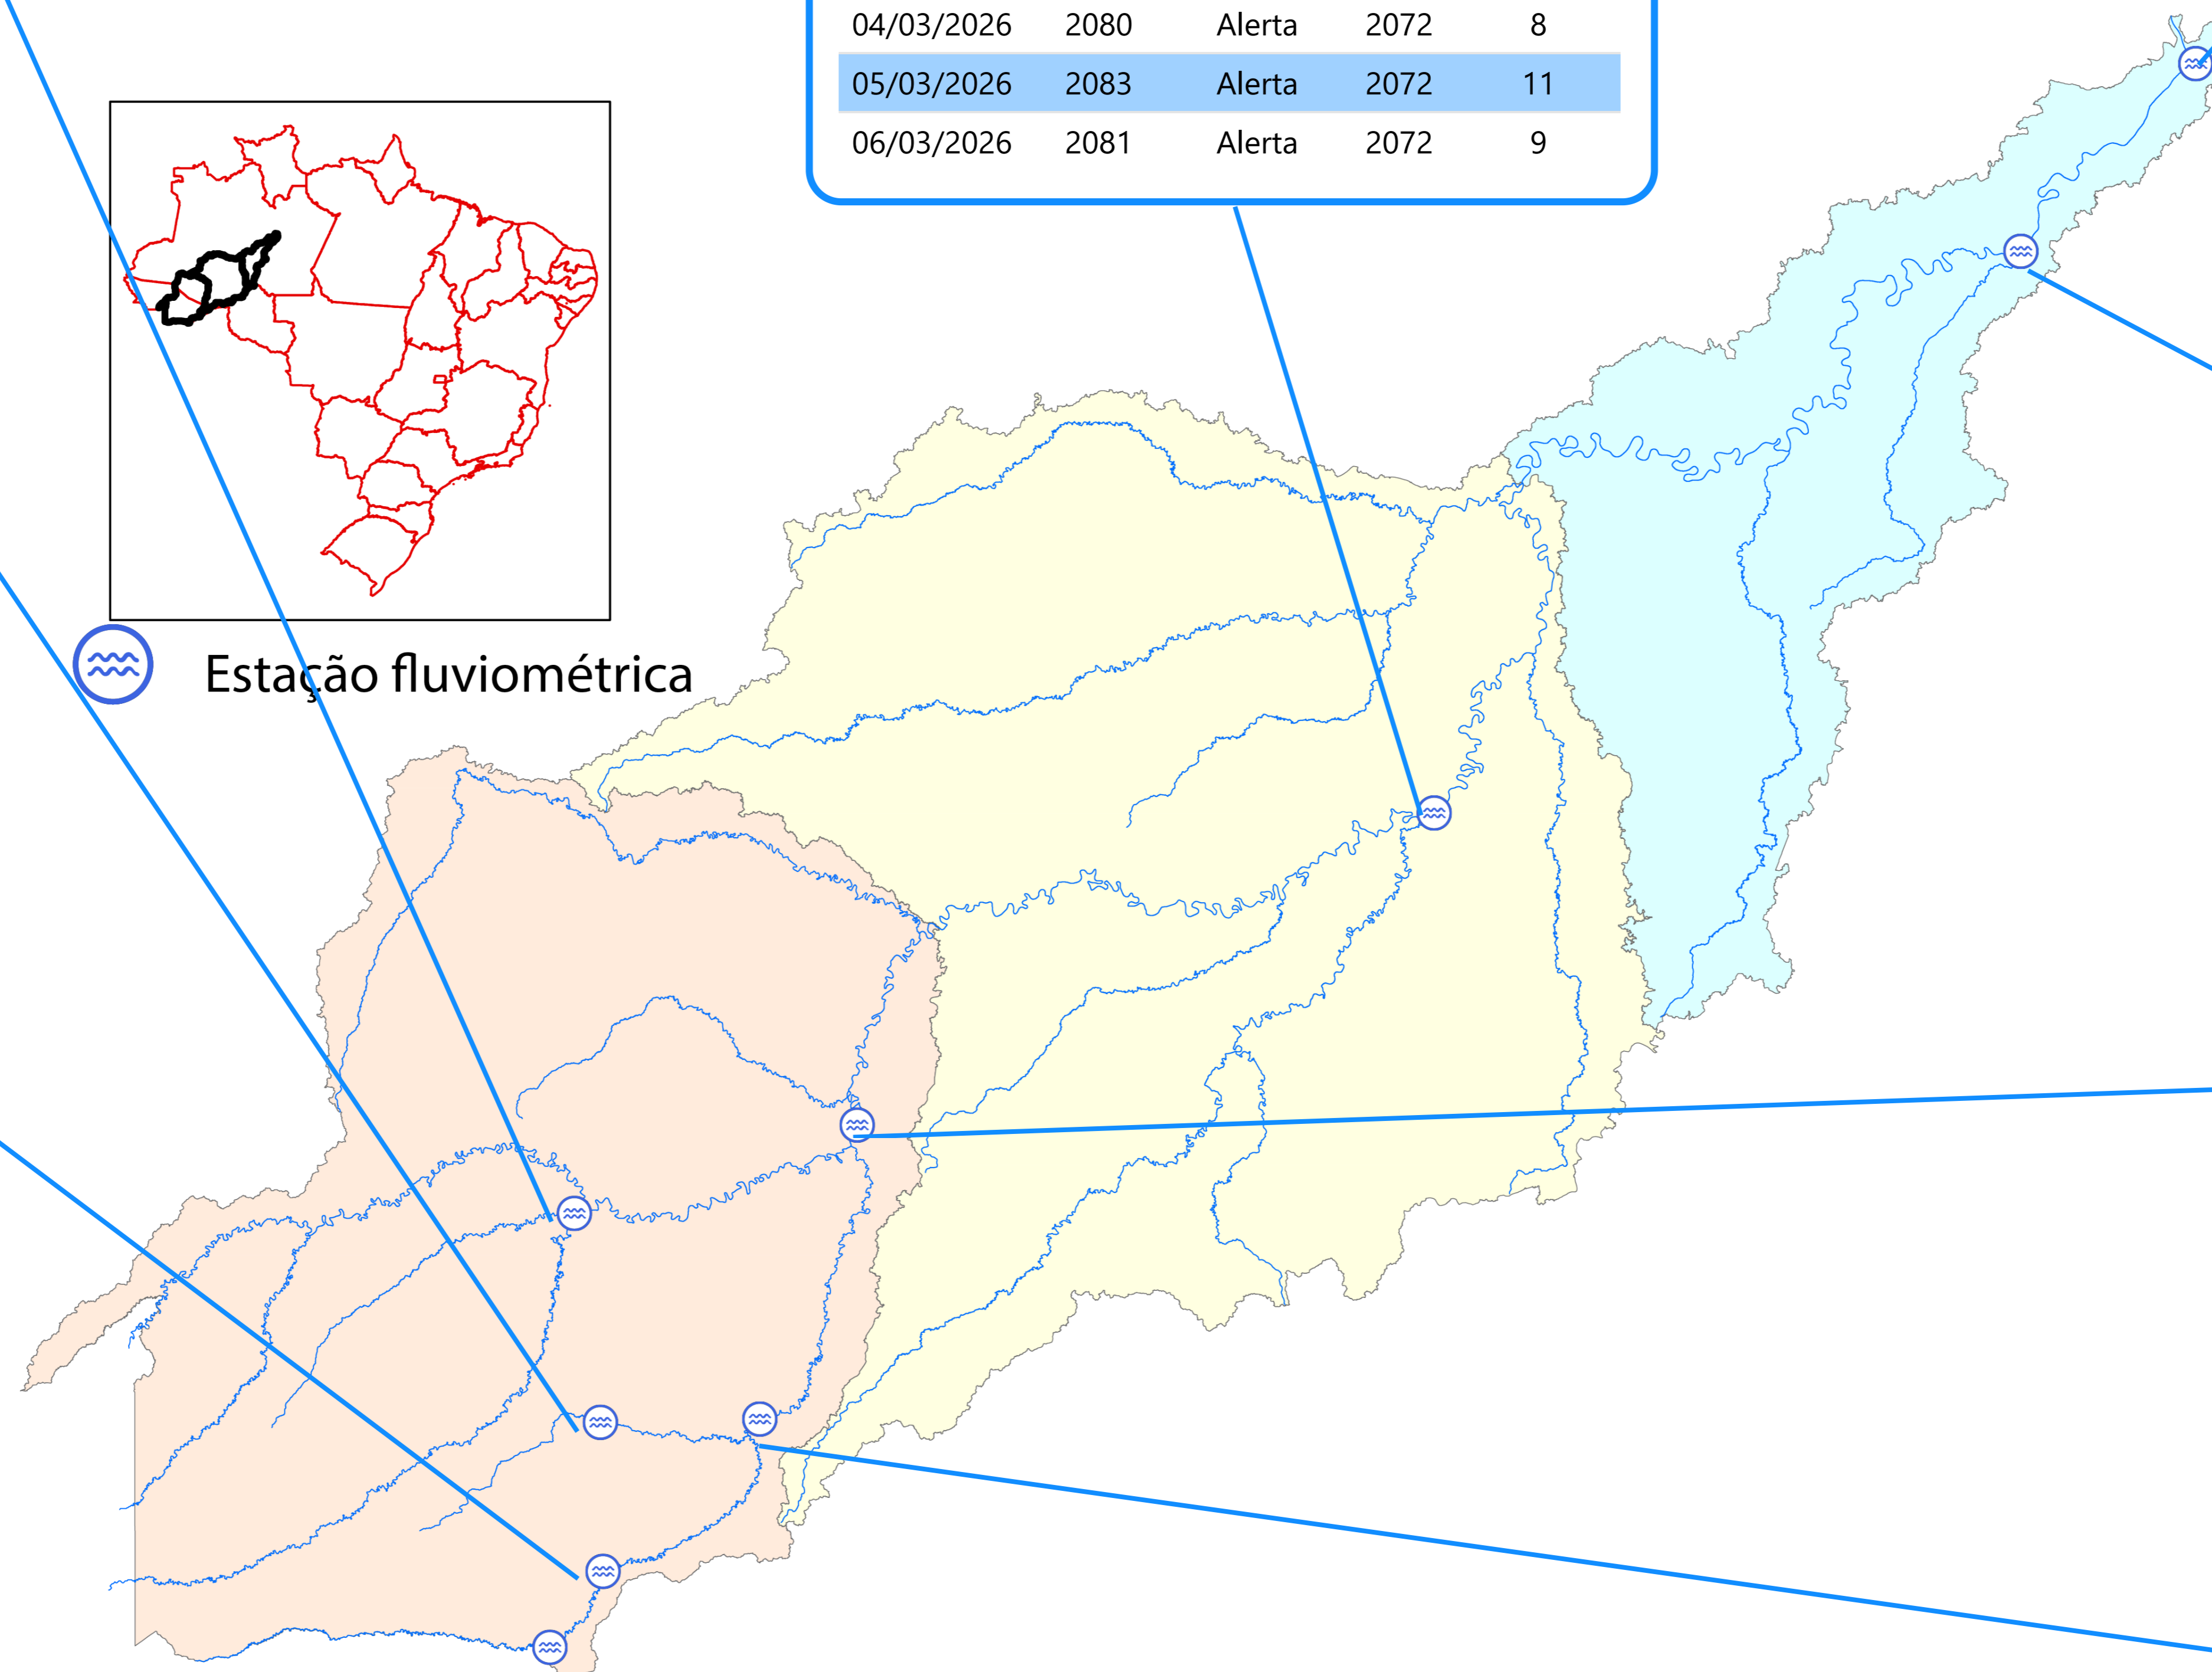 04/03/2026 2080 Alerta 2072 8
05/03/2026 2083 Alerta 2072 11
06/03/2026 2081 Alerta 2072 9
Estação fluviométrica